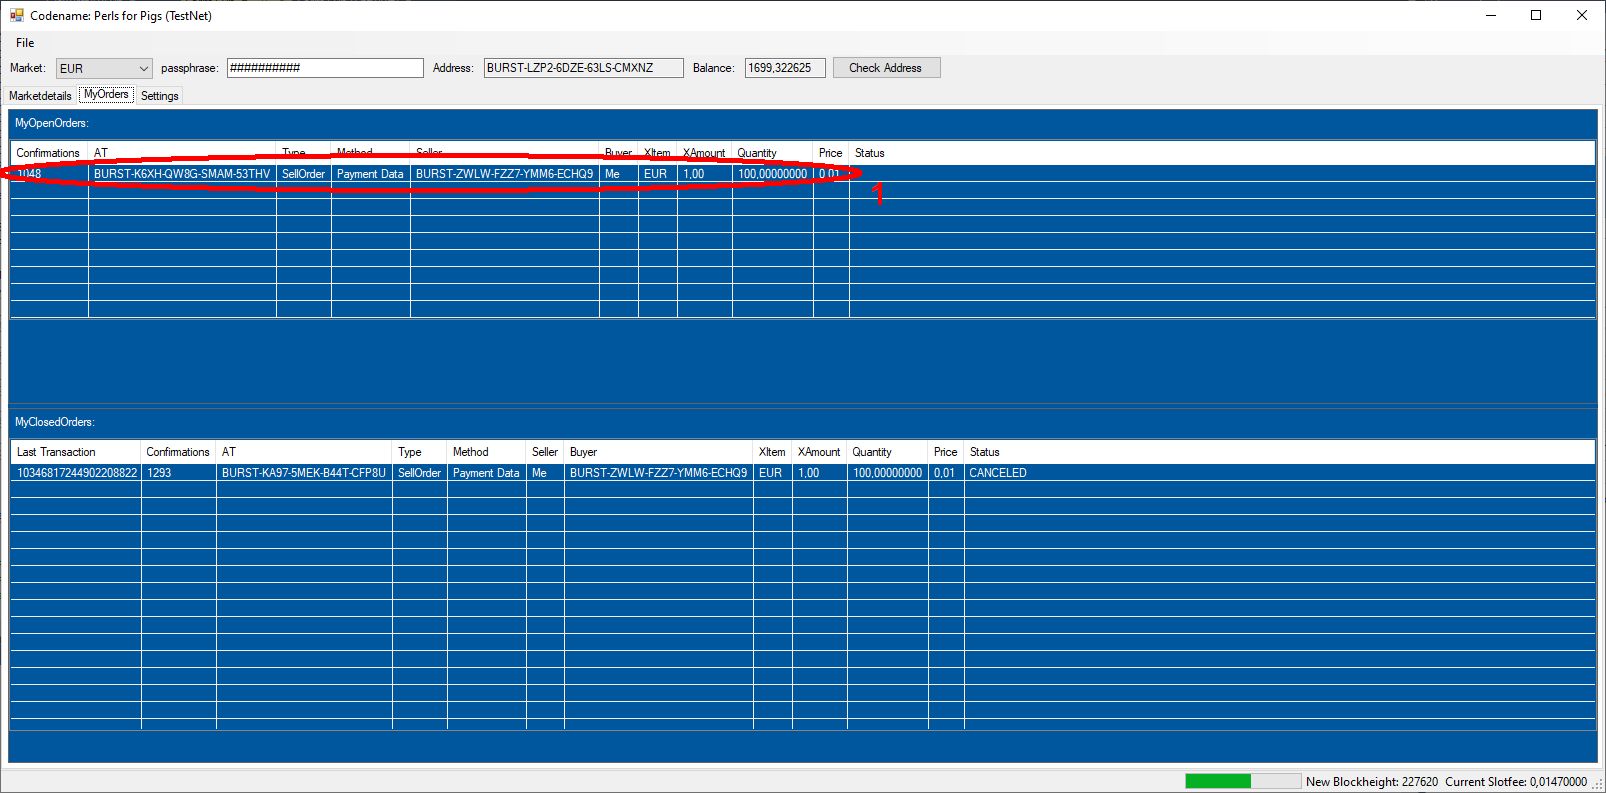 Codename: Perls for Pigs (TestNet)
File
Market: EUR passphrase: ########## Address: BURST-LZP2-6DZE-63LS-CMXNZ Balance: 1699,322625 Check Address
Marketdetails MyOrders Settings
MyOpenOrders:
Confirmations AT Type Method Seller Buyer XItem XAmount Quantity Price Status
1048 BURST-K6XH-QW8G-SMAM-53THV SellOrder Payment Data BURST-ZWLW-FZZ7-YMM6-ECHQ9 Me EUR 1,00 100,00000000 0,01
1
MyClosedOrders:
Last Transaction Confirmations AT Type Method Seller Buyer XItem XAmount Quantity Price Status
10346817244902208822 1293 BURST-KA97-5MEK-B44T-CFP8U SellOrder Payment Data Me BURST-ZWLW-FZZ7-YMM6-ECHQ9 EUR 1,00 100,00000000 0,01 CANCELED
New Blockheight: 227620 Current Slotfee: 0,01470000